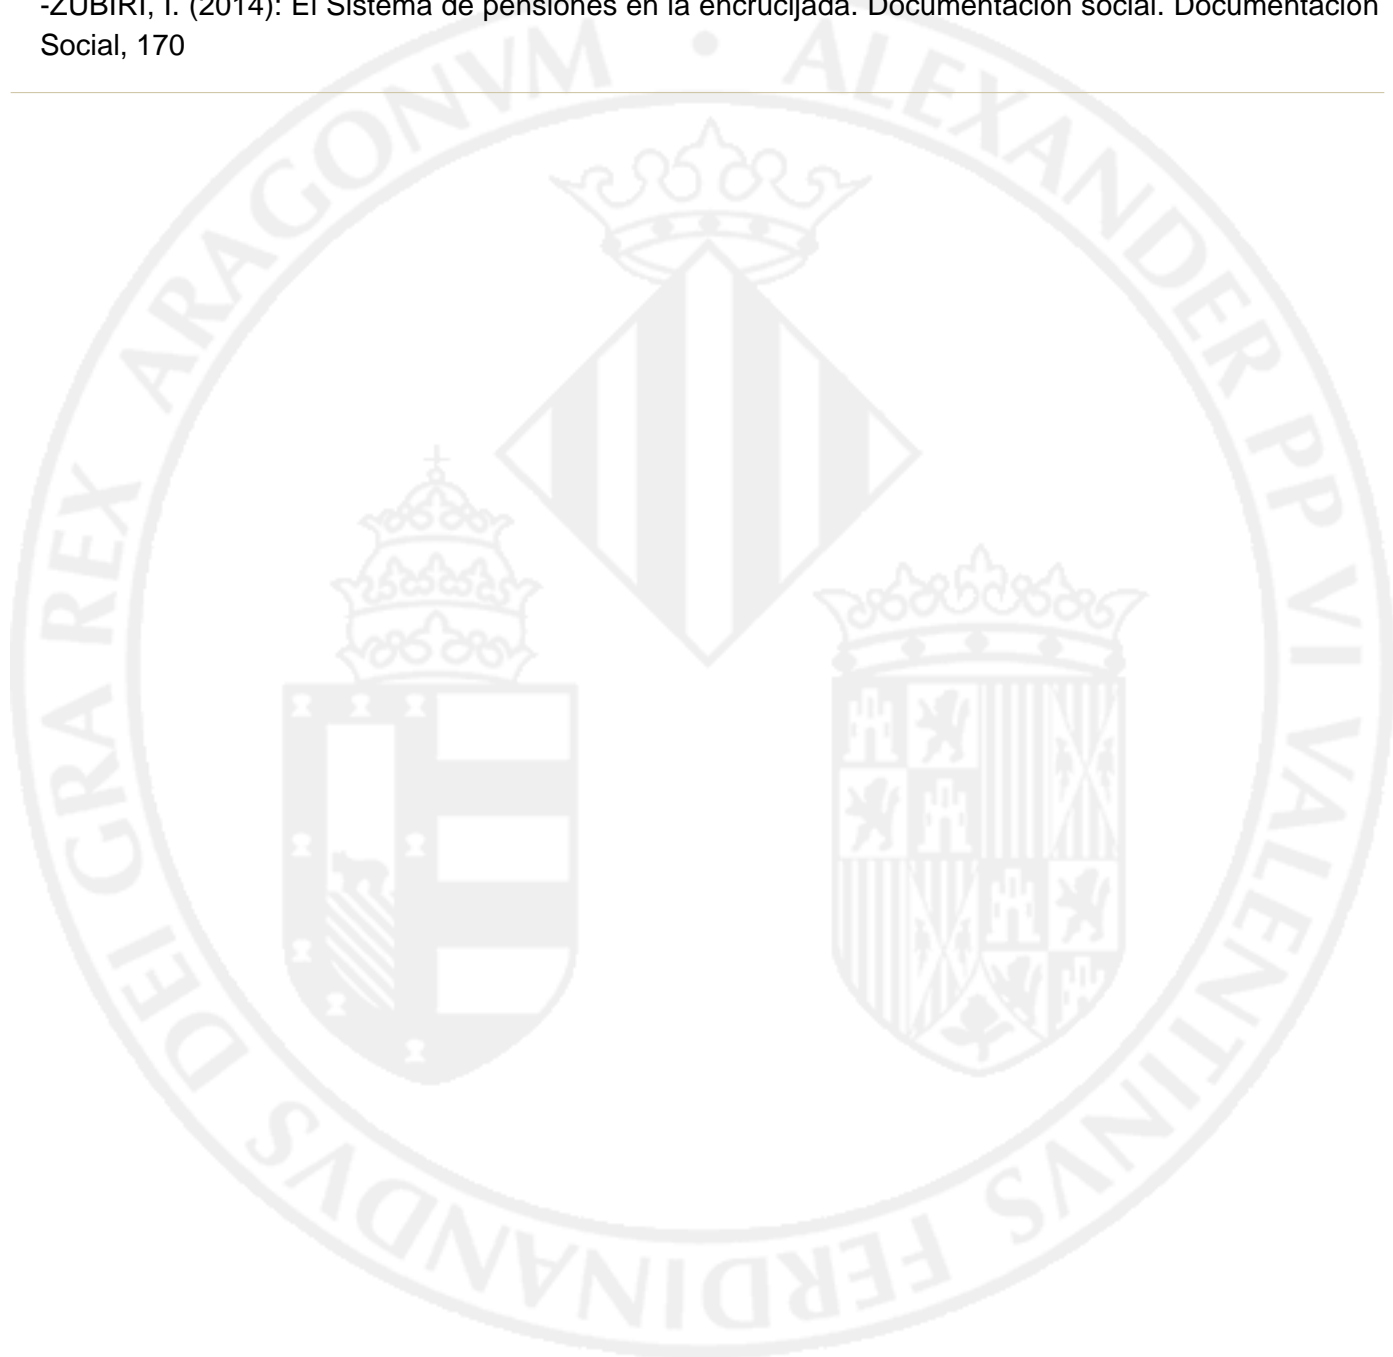 -ZUBIRI, I. (2014): El Sistema de pensiones en la encrucijada. Documentación social. Documentación
Social, 170
FERDINANDVS DEI GRA REX ARAGONVM • ALEXANDER PP VI VALENTINVS